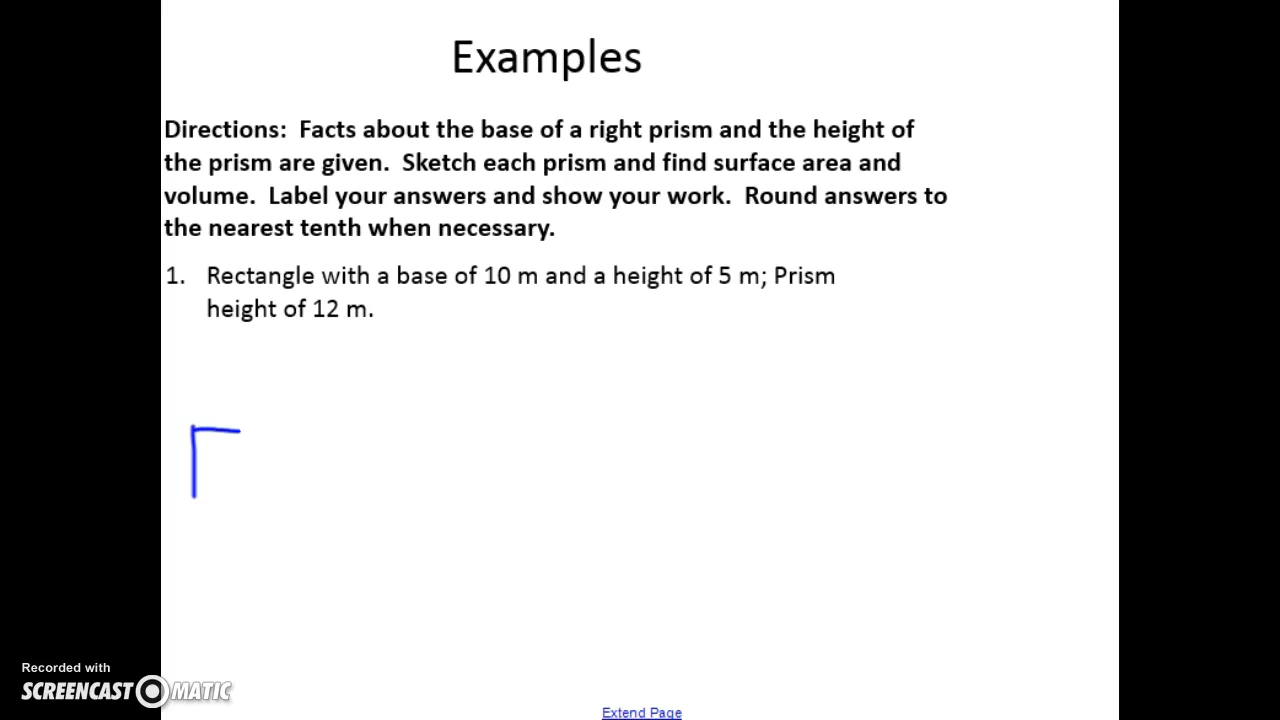 Examples
Directions:  Facts about the base of a right prism and the height of
the prism are given.  Sketch each prism and find surface area and
volume.  Label your answers and show your work.  Round answers to
the nearest tenth when necessary.
1. Rectangle with a base of 10 m and a height of 5 m; Prism
height of 12 m.
Recorded with
SCREENCAST MATIC
Extend Page